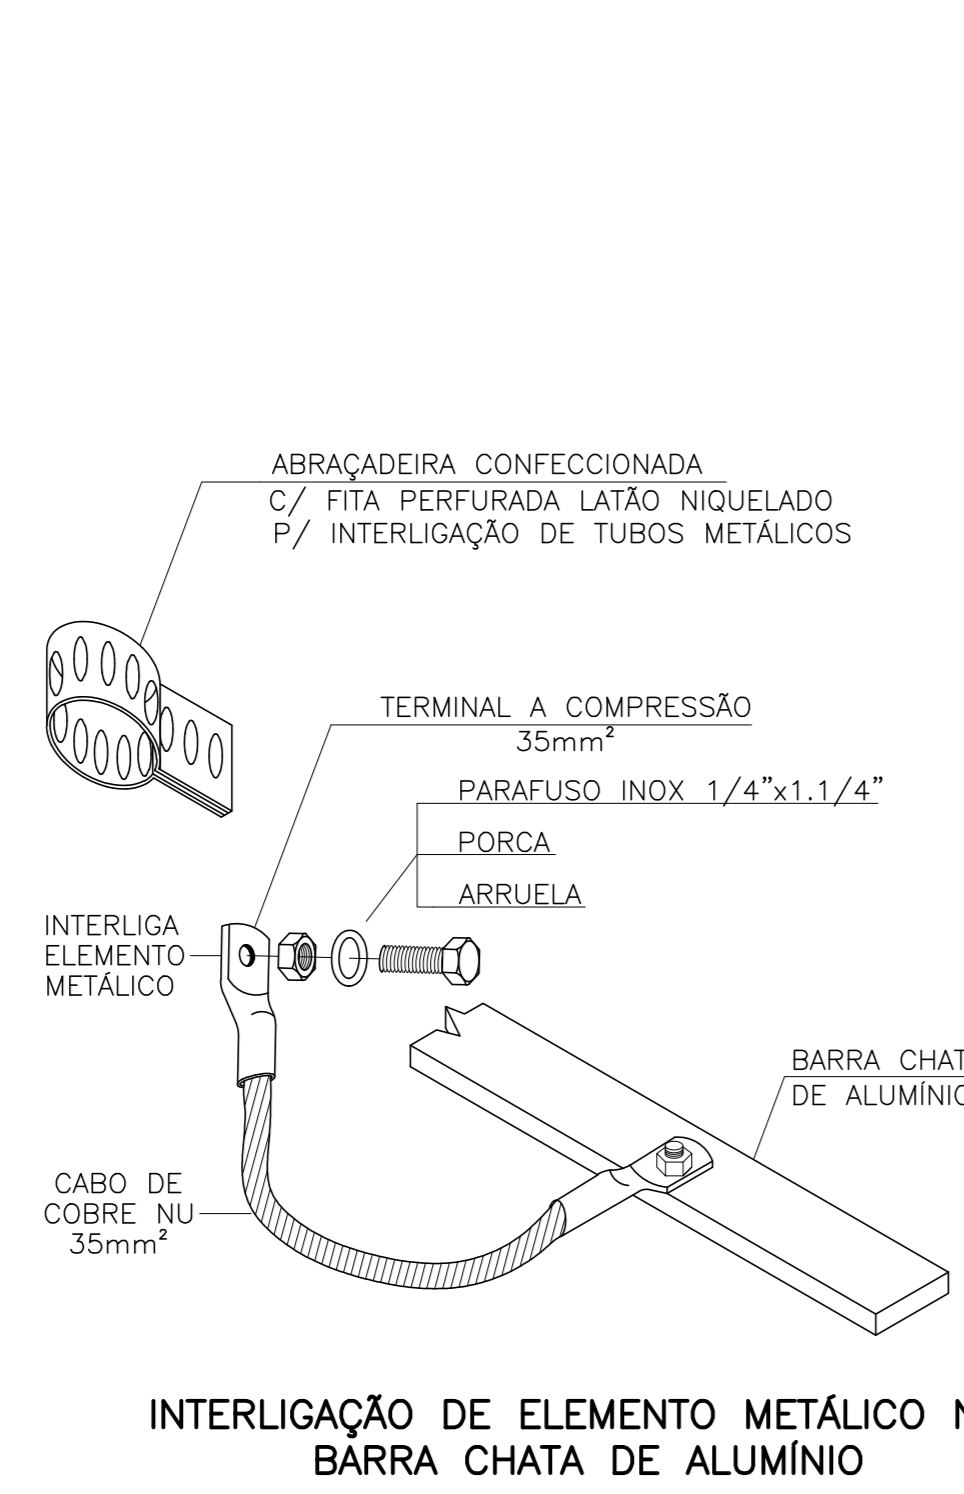 ABRAÇADEIRA CONFECCIONADA
C/ FITA PERFURADA LATÃO NIQUELADO
P/ INTERLIGAÇÃO DE TUBOS METÁLICOS
TERMINAL A COMPRESSÃO
35mm²
PARAFUSO INOX 1/4”x1.1/4”
PORCA
ARRUELA
INTERLIGA
ELEMENTO
METÁLICO
BARRA CHAT
DE ALUMÍNIO
CABO DE
COBRE NU
35mm²
INTERLIGAÇÃO DE ELEMENTO METÁLICO
BARRA CHATA DE ALUMÍNIO